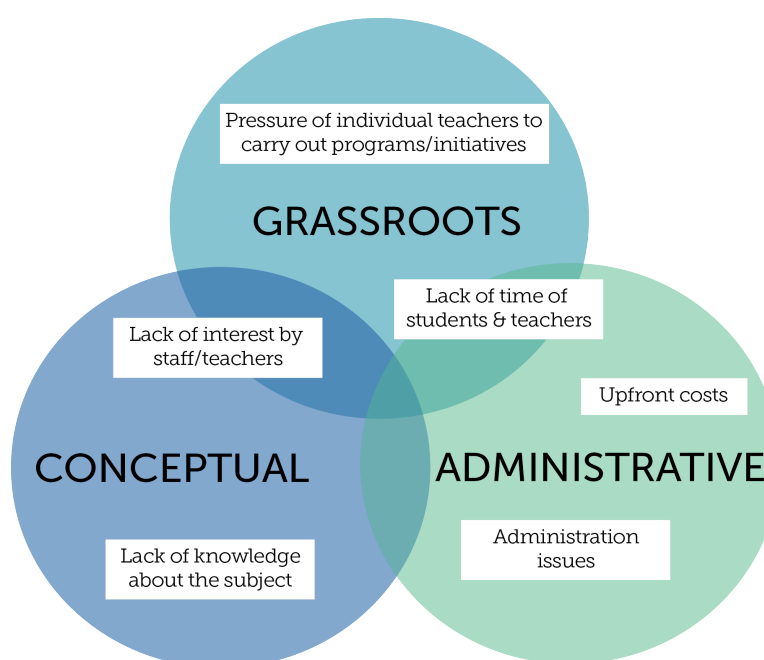 Pressure of individual teachers to
carry out programs/initiatives
GRASSROOTS
Lack of time of
students & teachers
Lack of interest by
staff/teachers
Upfront costs
CONCEPTUAL
ADMINISTRATIVE
Administration
issues
Lack of knowledge
about the subject